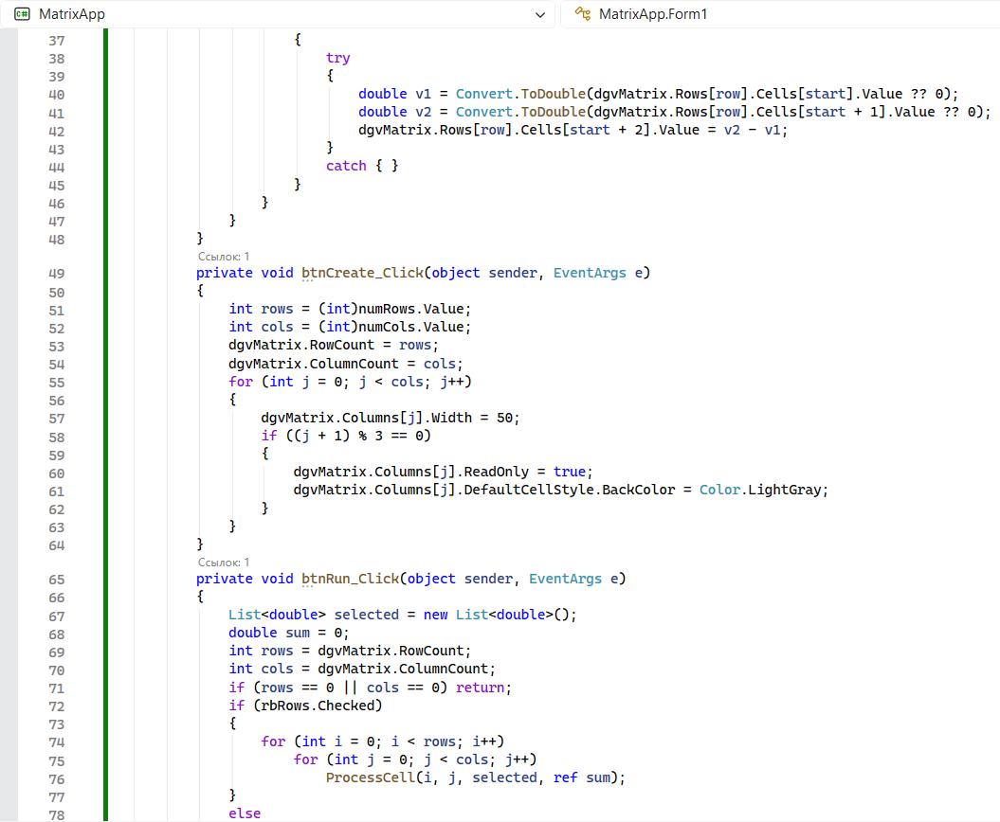 MatrixApp
MatrixApp.Form1
37 {
38 try
39 {
40 double v1 = Convert.ToDouble(dgvMatrix.Rows[row].Cells[start].Value ?? 0);
41 double v2 = Convert.ToDouble(dgvMatrix.Rows[row].Cells[start + 1].Value ?? 0);
42 dgvMatrix.Rows[row].Cells[start + 2].Value = v2 - v1;
43 }
44 catch { }
45 }
46 }
47 }
48 }
Ссылок: 1
49 private void btnCreate_Click(object sender, EventArgs e)
50 {
51 int rows = (int)numRows.Value;
52 int cols = (int)numCols.Value;
53 dgvMatrix.RowCount = rows;
54 dgvMatrix.ColumnCount = cols;
55 for (int j = 0; j < cols; j++)
56 {
57 dgvMatrix.Columns[j].Width = 50;
58 if ((j + 1) % 3 == 0)
59 {
60 dgvMatrix.Columns[j].ReadOnly = true;
61 dgvMatrix.Columns[j].DefaultCellStyle.BackColor = Color.LightGray;
62 }
63 }
64 }
Ссылок: 1
65 private void btnRun_Click(object sender, EventArgs e)
66 {
67 List<double> selected = new List<double>();
68 double sum = 0;
69 int rows = dgvMatrix.RowCount;
70 int cols = dgvMatrix.ColumnCount;
71 if (rows == 0 || cols == 0) return;
72 if (rbRows.Checked)
73 {
74 for (int i = 0; i < rows; i++)
75 for (int j = 0; j < cols; j++)
76 ProcessCell(i, j, selected, ref sum);
77 }
78 else